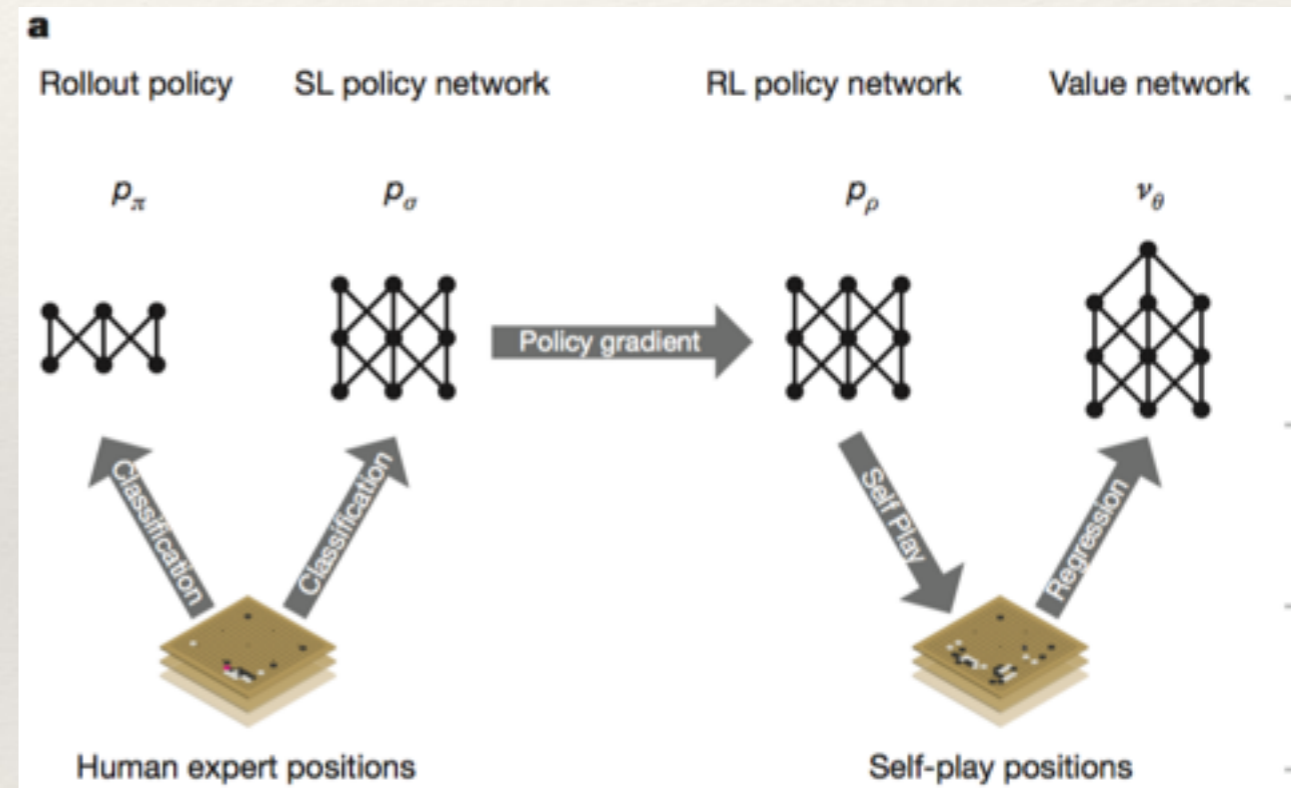 a
Rollout policy
SL policy network
RL policy network
Value network
pπ
pσ
pρ
νθ
Policy gradient
Classification
Classification
Self Play
Regression
Human expert positions
Self-play positions